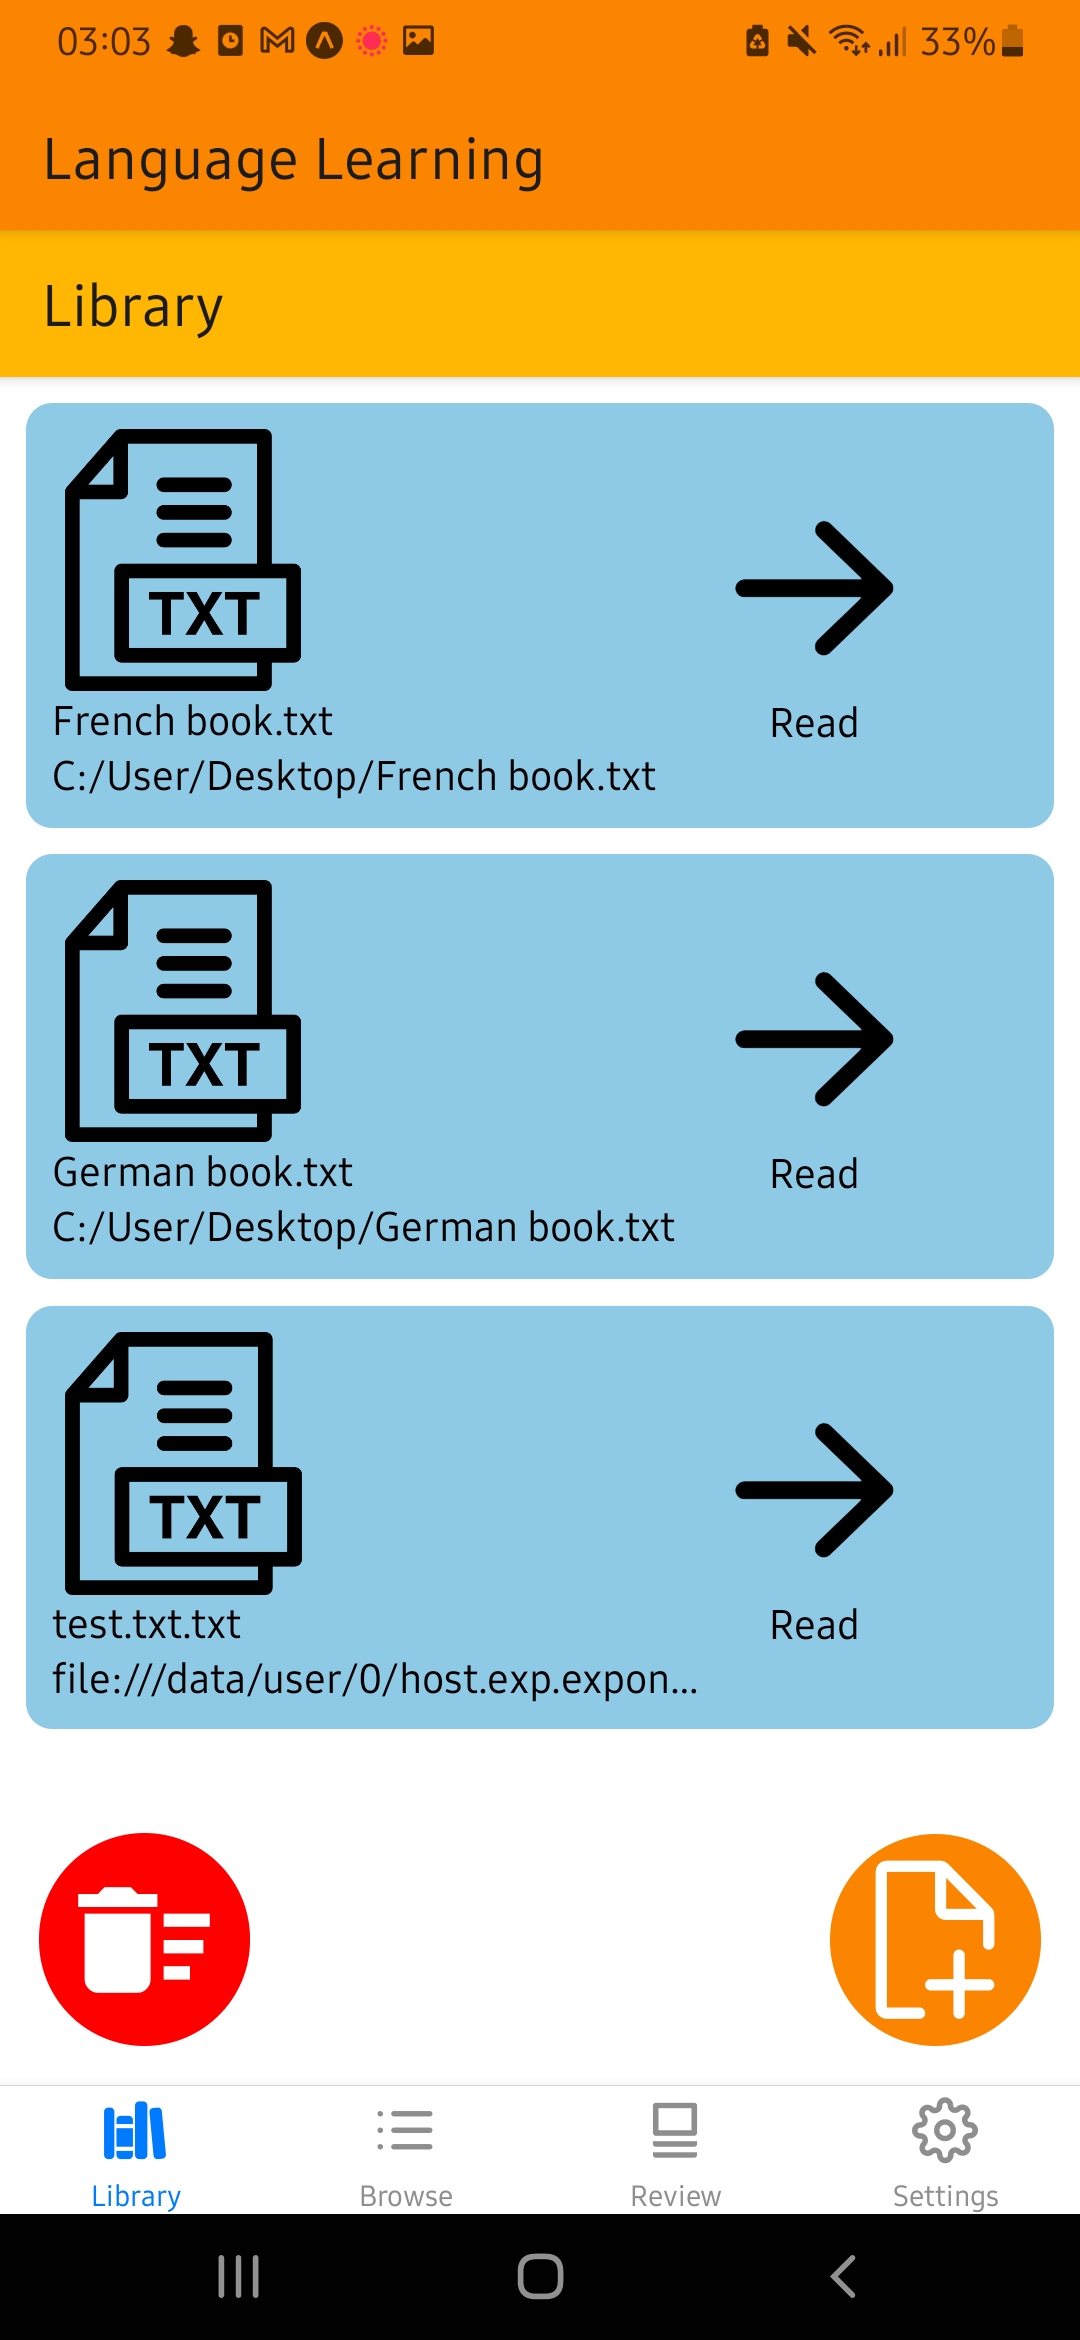 03:03 33%
Language Learning
Library
TXT
French book.txt
C:/User/Desktop/French book.txt
Read
TXT
German book.txt
C:/User/Desktop/German book.txt
Read
TXT
test.txt.txt
file:///data/user/0/host.exp.expon...
Read
Library Browse Review Settings